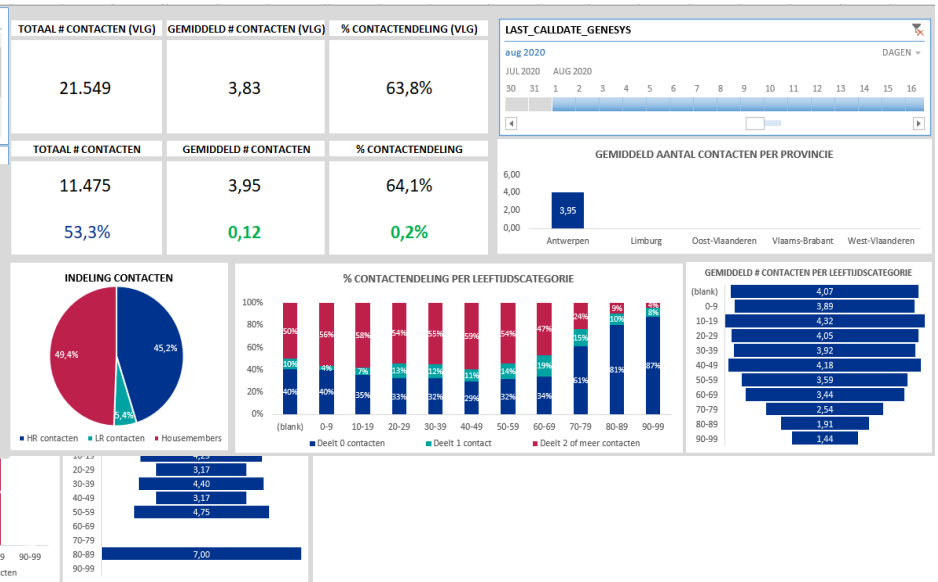 TOTAAL # CONTACTEN (VLG) GEMIDDELD # CONTACTEN (VLG) % CONTACTENDELING (VLG)
21.549 3,83 63,8%
TOTAAL # CONTACTEN GEMIDDELD # CONTACTEN % CONTACTENDELING
11.475 3,95 64,1%
53,3% 0,12 0,2%
LAST_CALLDATE_GENESYS
aug 2020 DAGEN
JUL 2020 AUG 2020
30 31 1 2 3 4 5 6 7 8 9 10 11 12 13 14 15 16
GEMIDDELD AANTAL CONTACTEN PER PROVINCIE
6,00
4,00
2,00
0,00
3,95
Antwerpen Limburg Oost-Vlaanderen Vlaams-Brabant West-Vlaanderen
INDELING CONTACTEN
49,4% 45,2%
5,4%
HR contacten LR contacten Housemembers
% CONTACTENDELING PER LEEFTIJDSCATEGORIE
100%
80%
60%
40%
20%
0%
50% 56% 58% 54% 55% 59% 54% 47% 24% 9% 4%
10% 4% 7% 13% 12% 11% 14% 19% 15% 10% 8%
40% 40% 35% 33% 32% 29% 32% 34% 61% 81% 87%
(blank) 0-9 10-19 20-29 30-39 40-49 50-59 60-69 70-79 80-89 90-99
Deelt 0 contacten Deelt 1 contact Deelt 2 of meer contacten
GEMIDDELD # CONTACTEN PER LEEFTIJDSCATEGORIE
(blank) 4,07
0-9 3,89
10-19 4,32
20-29 4,05
30-39 3,92
40-49 4,18
50-59 3,59
60-69 3,44
70-79 2,54
80-89 1,91
90-99 1,44
20-29 3,17
30-39 4,40
40-49 3,17
50-59 4,75
60-69
70-79
80-89 7,00
90-99
9 90-99
cten